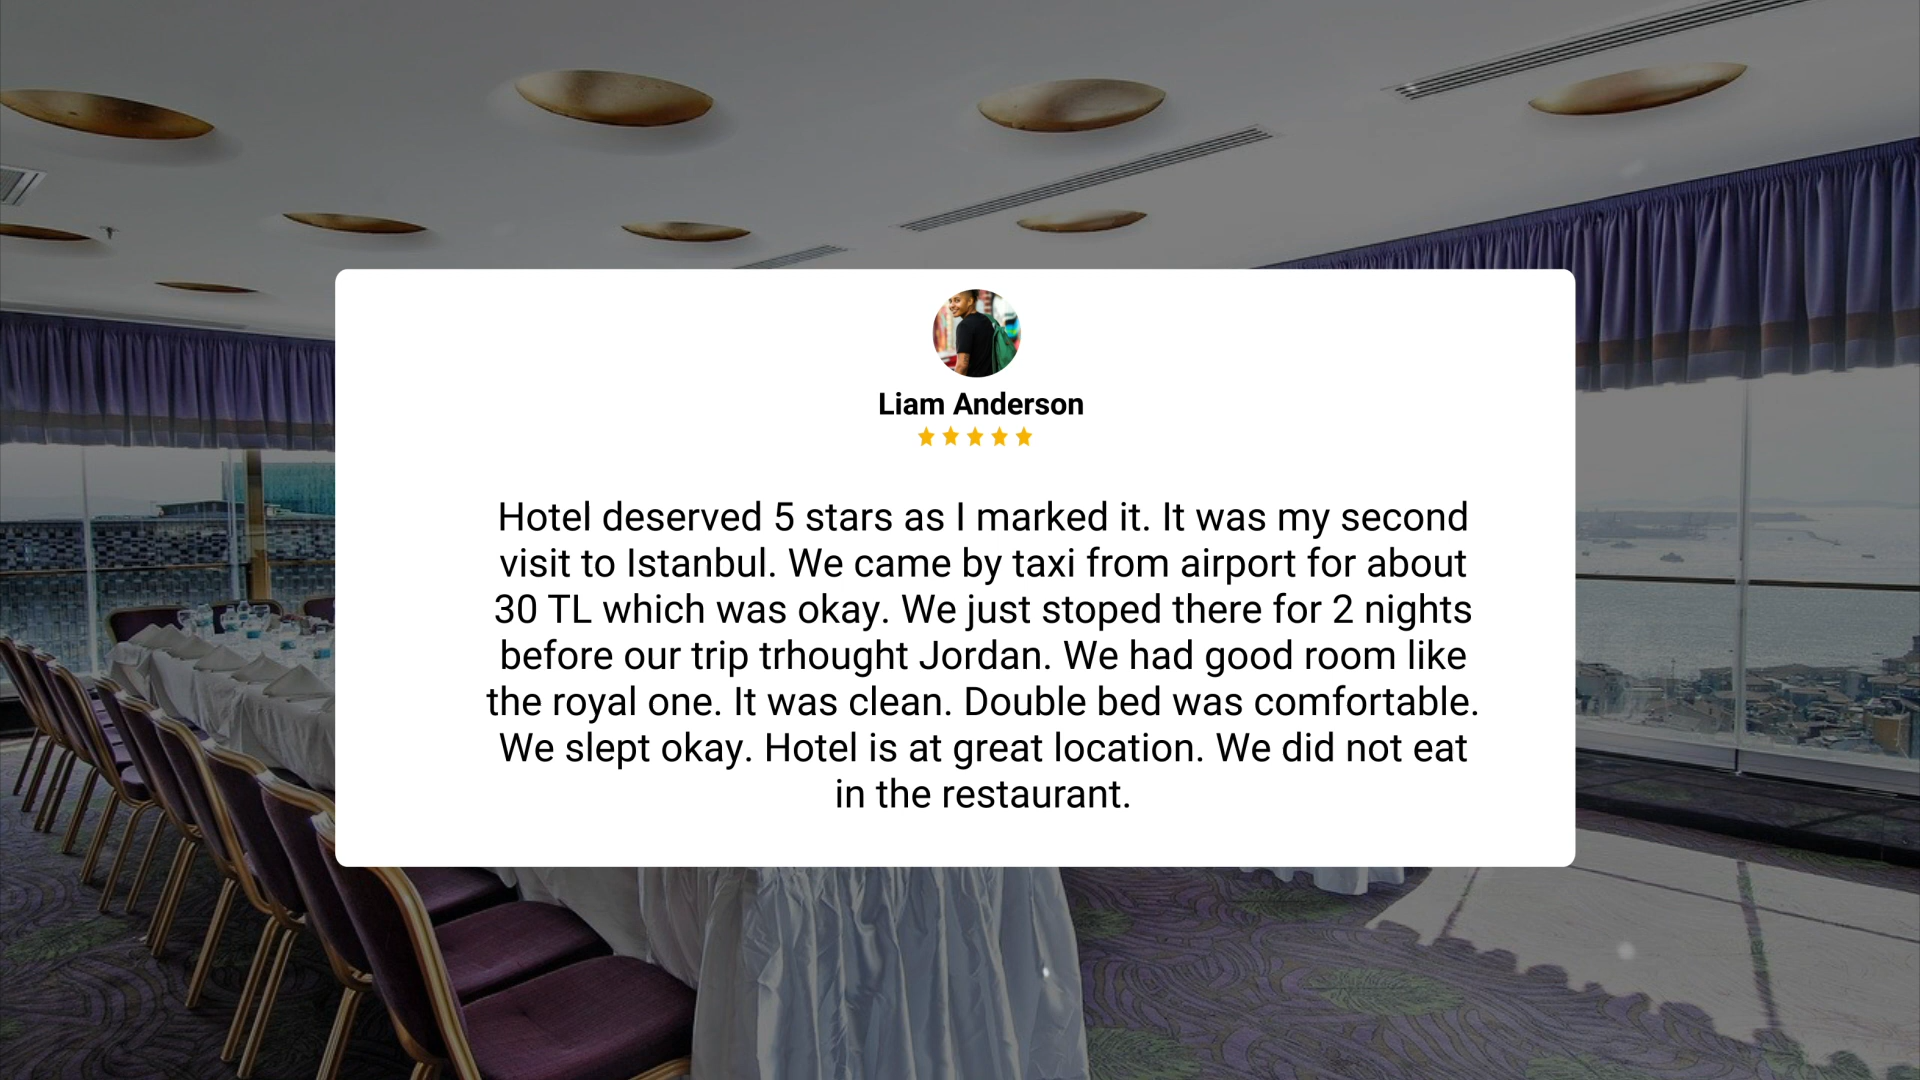 Liam Anderson
Hotel deserved 5 stars as I marked it. It was my second
visit to Istanbul. We came by taxi from airport for about
30 TL which was okay. We just stoped there for 2 nights
before our trip trhought Jordan. We had good room like
the royal one. It was clean. Double bed was comfortable.
We slept okay. Hotel is at great location. We did not eat
in the restaurant.